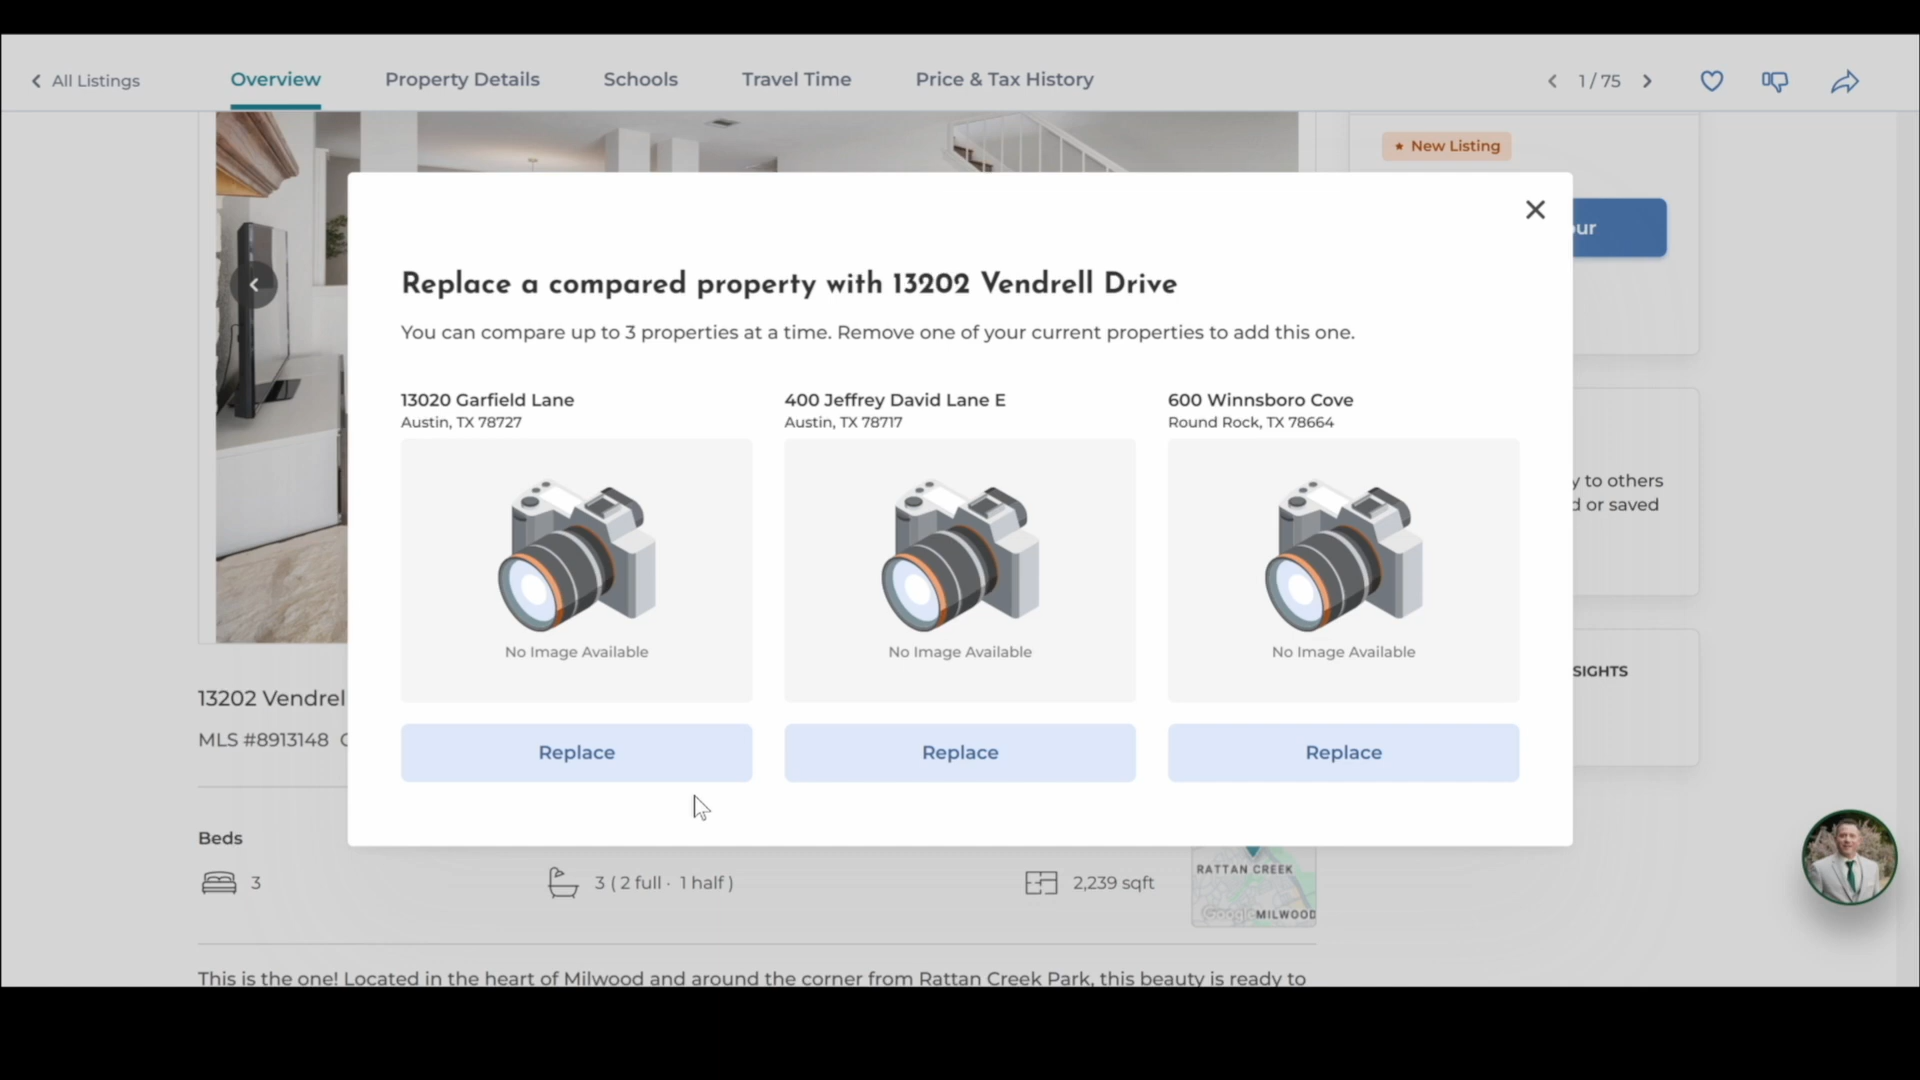 All Listings
Overview
Property Details
Schools
Travel Time
Price & Tax History
1 / 75
New Listing
Replace a compared property with 13202 Vendrell Drive
You can compare up to 3 properties at a time. Remove one of your current properties to add this one.
13020 Garfield Lane
Austin, TX 78727
No Image Available
Replace
400 Jeffrey David Lane E
Austin, TX 78717
No Image Available
Replace
600 Winnsboro Cove
Round Rock, TX 78664
No Image Available
Replace
to others
or saved
13202
MLS #8913148
Beds
3
3 ( 2 full · 1 half )
2,239 sqft
RATTAN CREEK
Google
MILWOOD
This is the one! Located in the heart of Milwood and around the corner from Rattan Creek Park, this beauty is ready to